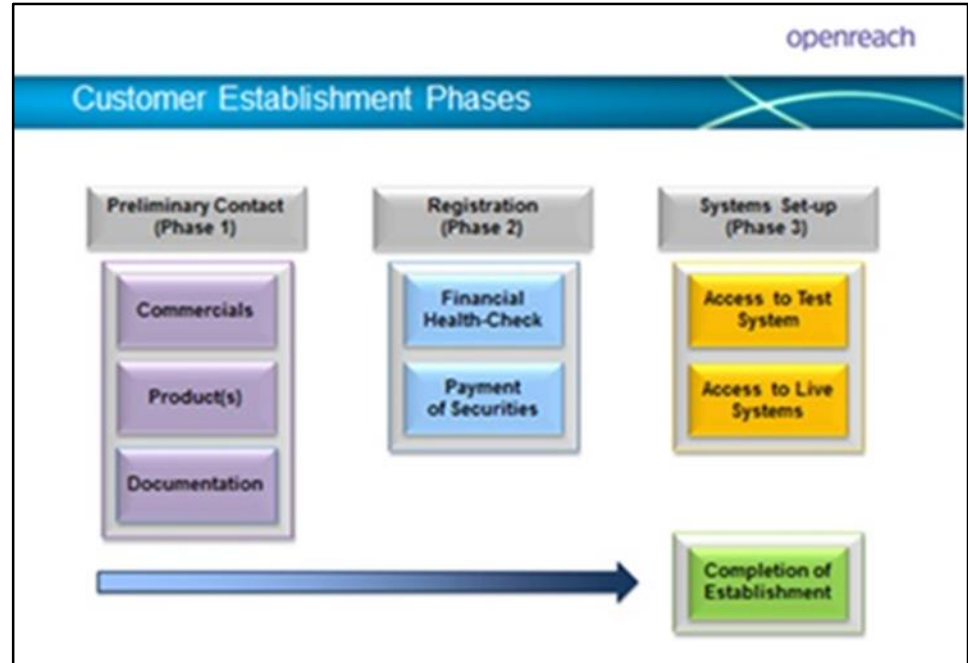 openreach
Customer Establishment Phases
Preliminary Contact
(Phase 1)
Commercials
Product(s)
Documentation
Registration
(Phase 2)
Financial
Health-Check
Payment
of Securities
Systems Set-up
(Phase 3)
Access to Test
System
Access to Live
Systems
Completion of
Establishment